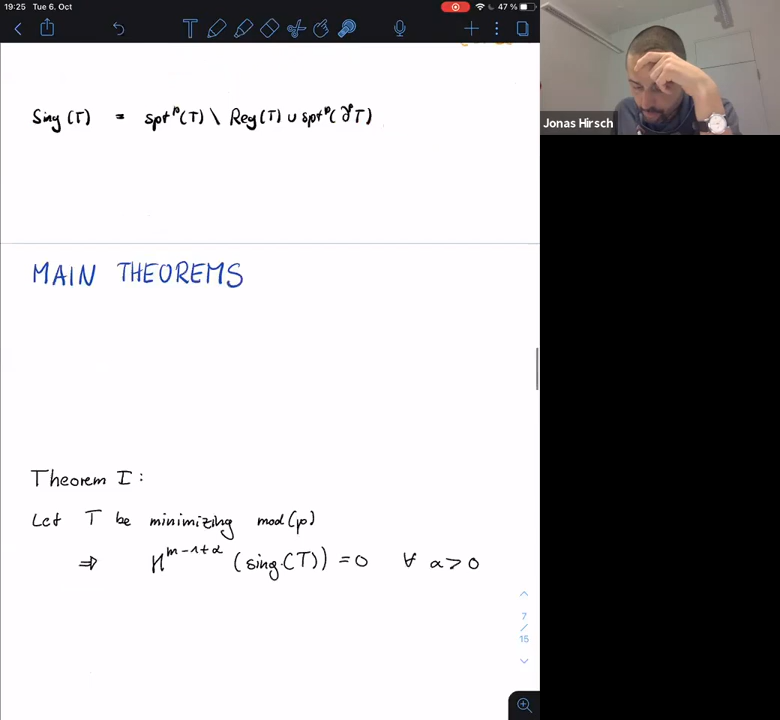 19:25 Tue 6. Oct
47 %
Sing(T) = spt^p(T) \ Reg(T) ∪ spt^p(∂^p T)
Jonas Hirsch
MAIN THEOREMS
Theorem I:
Let T be minimizing mod(p)
⇒ H^{m-1+α} (sing(T)) = 0 ∀ α > 0
7
/
15